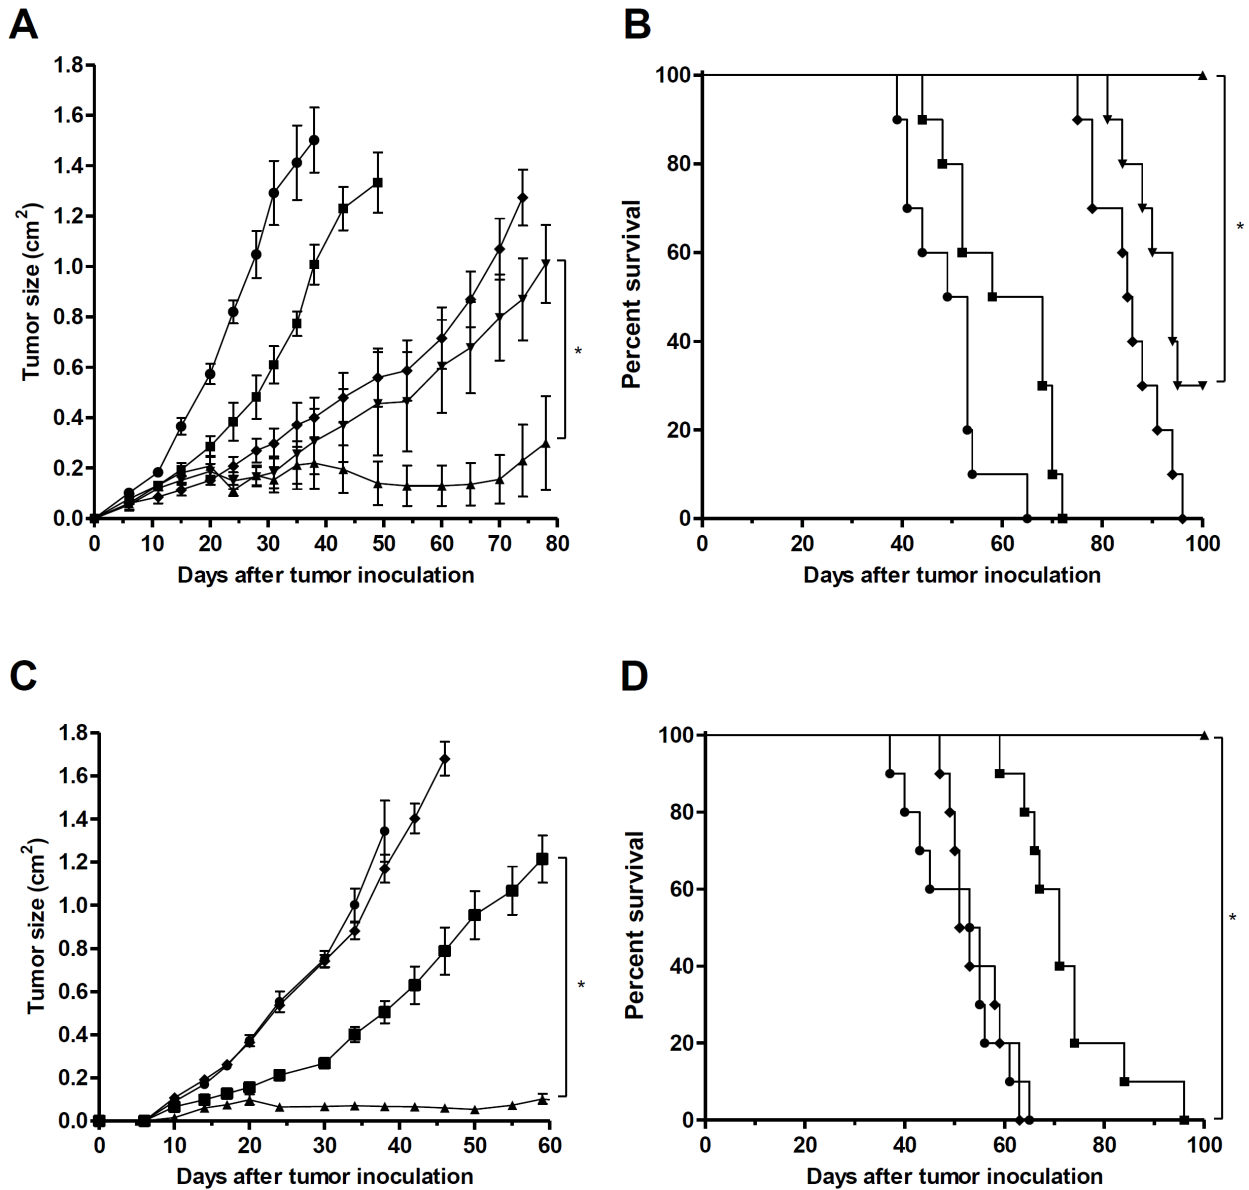 A
1.8
1.6
1.4
1.2
1.0
0.8
0.6
0.4
0.2
0.0
Tumor size (cm²)
0 10 20 30 40 50 60 70 80
Days after tumor inoculation
*
B
100
80
60
40
20
0
Percent survival
0 20 40 60 80 100
Days after tumor inoculation
*
C
1.8
1.6
1.4
1.2
1.0
0.8
0.6
0.4
0.2
0.0
Tumor size (cm²)
0 10 20 30 40 50 60
Days after tumor inoculation
*
D
100
80
60
40
20
0
Percent survival
0 20 40 60 80 100
Days after tumor inoculation
*